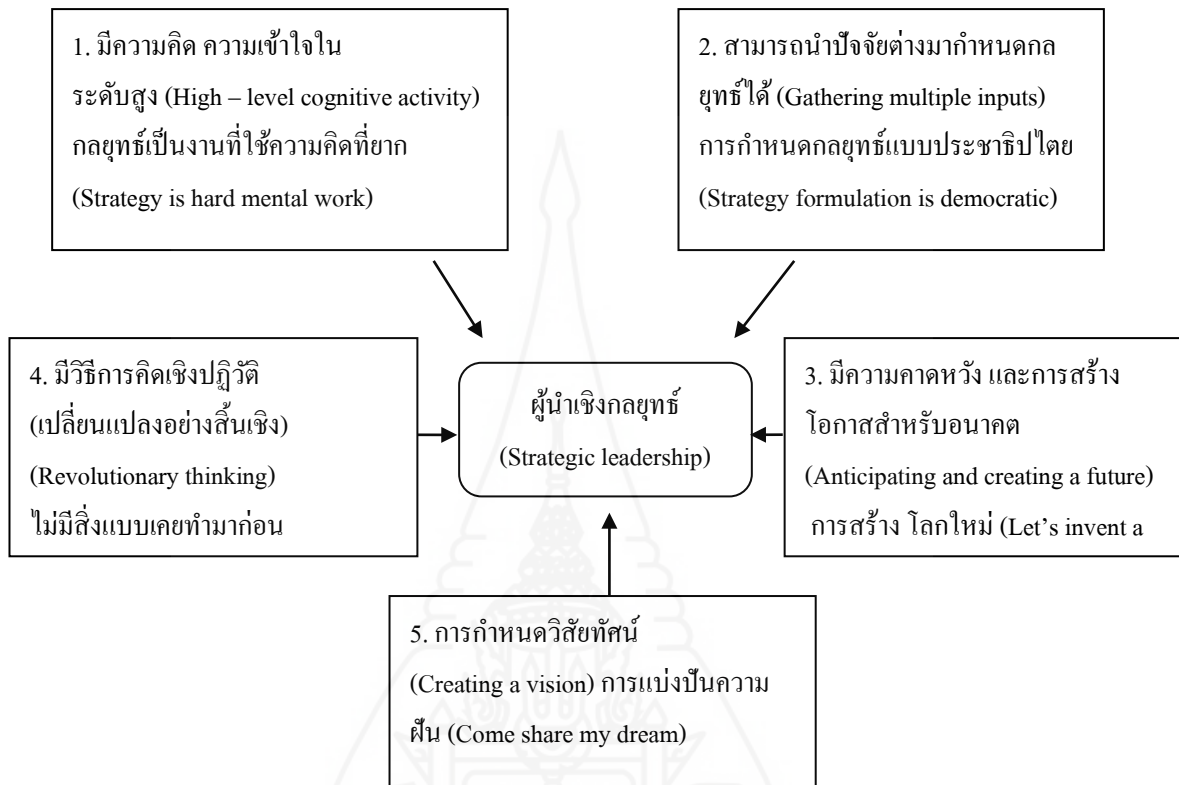 1. มีความคิด ความเข้าใจใน
ระดับสูง (High – level cognitive activity)
กลยุทธ์เป็นงานที่ใช้ความคิดที่ยาก
(Strategy is hard mental work)
2. สามารถนำปัจจัยต่างมากำหนดกล
ยุทธ์ได้ (Gathering multiple inputs)
การกำหนดกลยุทธ์แบบประชาธิปไตย
(Strategy formulation is democratic)
4. มีวิธีการคิดเชิงปฏิวัติ
(เปลี่ยนแปลงอย่างสิ้นเชิง)
(Revolutionary thinking)
ไม่มีสิ่งแบบเคยทำมาก่อน
ผู้นำเชิงกลยุทธ์
(Strategic leadership)
3. มีความคาดหวัง และการสร้าง
โอกาสสำหรับอนาคต
(Anticipating and creating a future)
การสร้าง โลกใหม่ (Let’s invent a
5. การกำหนดวิสัยทัศน์
(Creating a vision) การแบ่งปันความ
ฝัน (Come share my dream)